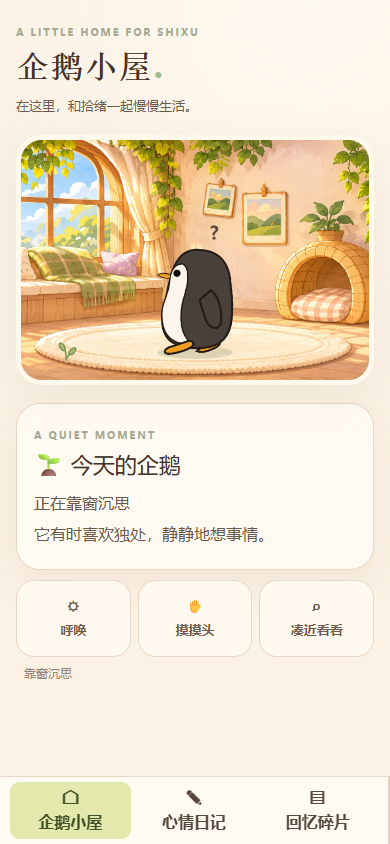 A LITTLE HOME FOR SHIXU
企鹅小屋.
在这里，和拾绪一起慢慢生活。
?
A QUIET MOMENT
🌱 今天的企鹅
正在靠窗沉思
它有时喜欢独处，静静地想事情。
呼唤
摸摸头
凑近看看
靠窗沉思
企鹅小屋
心情日记
回忆碎片